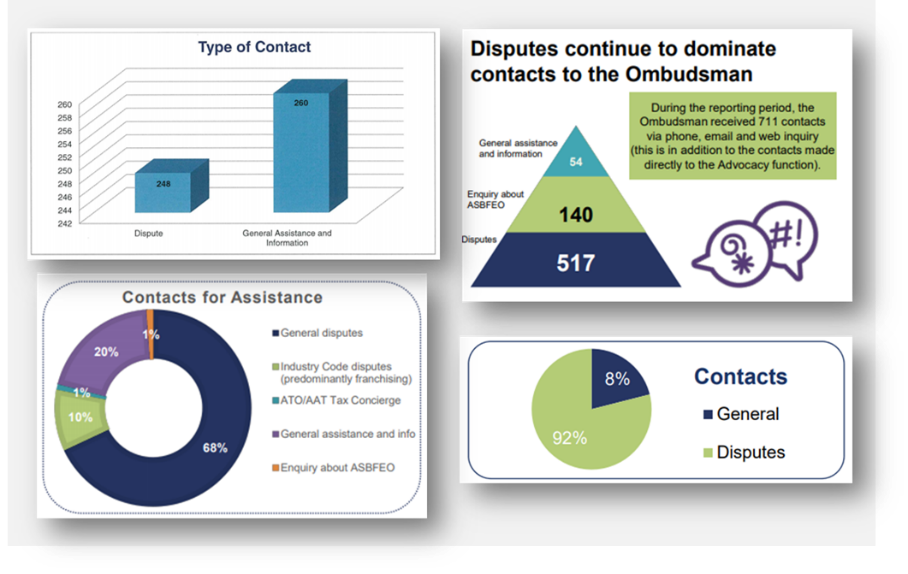 Type of Contact
260
258
256
254
252
250
248
246
244
242
248
260
Dispute
General Assistance and
Information
Disputes continue to dominate
contacts to the Ombudsman
During the reporting period, the
Ombudsman received 711 contacts
via phone, email and web inquiry
(this is in addition to the contacts made
directly to the Advocacy function).
General assistance
and information
54
Enquiry about
ASBFEO
140
Disputes
517
#!
Contacts for Assistance
1%
20%
1%
10%
68%
General disputes
Industry Code disputes
(predominantly franchising)
ATO/AAT Tax Concierge
General assistance and info
Enquiry about ASBFEO
8%
92%
Contacts
General
Disputes